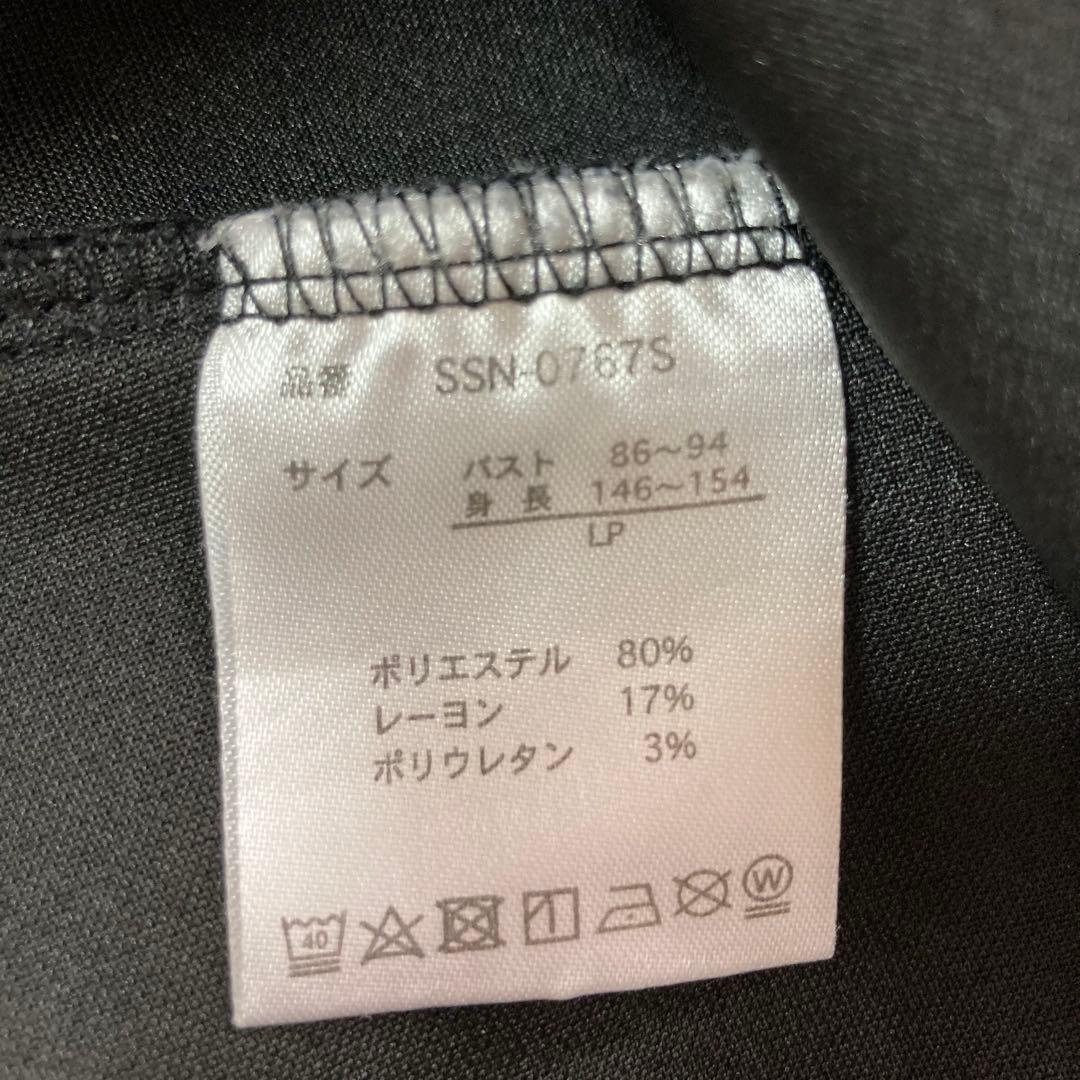 品番 SSN-0767S
サイズ バスト 86〜94
身長 146〜154
LP
ポリエステル 80%
レーヨン 17%
ポリウレタン 3%
40 W